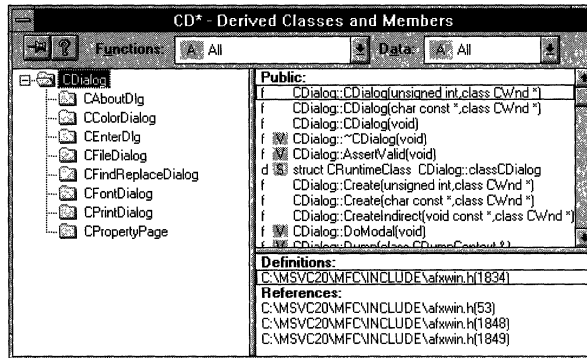 CD* - Derived Classes and Members
Functions: A All Data: A All
CDialog
CAboutDlg
CColorDialog
CEnterDlg
CFileDialog
CFindReplaceDialog
CFontDialog
CPrintDialog
CPropertyPage
Public:
f CDialog::CDialog(unsigned int,class CWnd *)
f CDialog::CDialog(char const *,class CWnd *)
f CDialog::CDialog(void)
f V CDialog::~CDialog(void)
f V CDialog::AssertValid(void)
d S struct CRuntimeClass CDialog::classCDialog
f CDialog::Create(unsigned int,class CWnd *)
f CDialog::Create(char const *,class CWnd *)
f CDialog::CreateIndirect(void const *,class CWnd *)
f V CDialog::DoModal(void)
f V CDialog::Dump(class CDumpContext & )
Definitions:
C:\MSVC20\MFC\INCLUDE\afxwin.h(1834)
References:
C:\MSVC20\MFC\INCLUDE\afxwin.h(53)
C:\MSVC20\MFC\INCLUDE\afxwin.h(1848)
C:\MSVC20\MFC\INCLUDE\afxwin.h(1849)